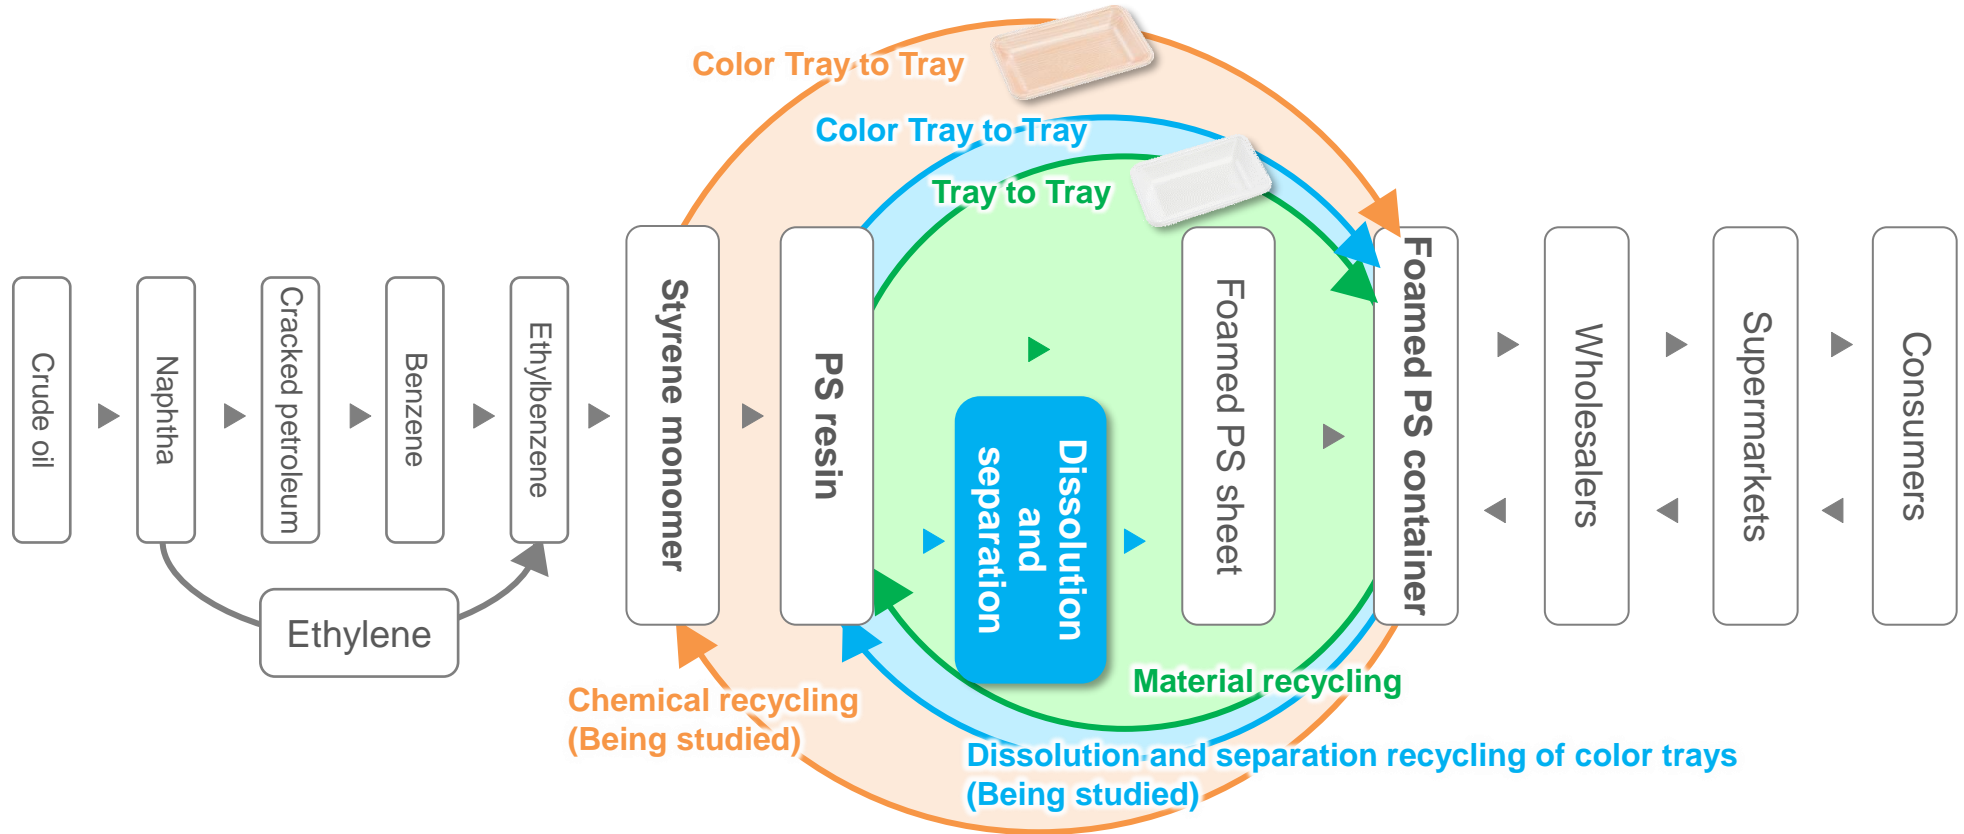 Color Tray to Tray
Color Tray to Tray
Tray to Tray
Crude oil
Naphtha
Cracked petroleum
Benzene
Ethylbenzene
Ethylene
Styrene monomer
PS resin
Dissolution
and
separation
Foamed PS sheet
Foamed PS container
Wholesalers
Supermarkets
Consumers
Material recycling
Chemical recycling
(Being studied)
Dissolution and separation recycling of color trays
(Being studied)